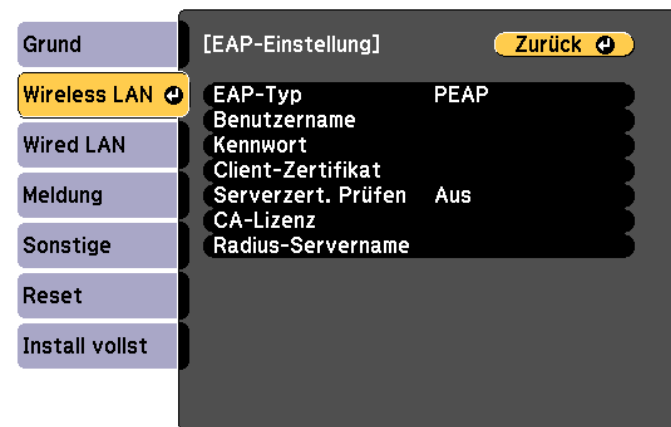 Grund
Wireless LAN
Wired LAN
Meldung
Sonstige
Reset
Install vollst
[EAP-Einstellung]
Zurück
EAP-Typ PEAP
Benutzername
Kennwort
Client-Zertifikat
Serverzert. Prüfen Aus
CA-Lizenz
Radius-Servername